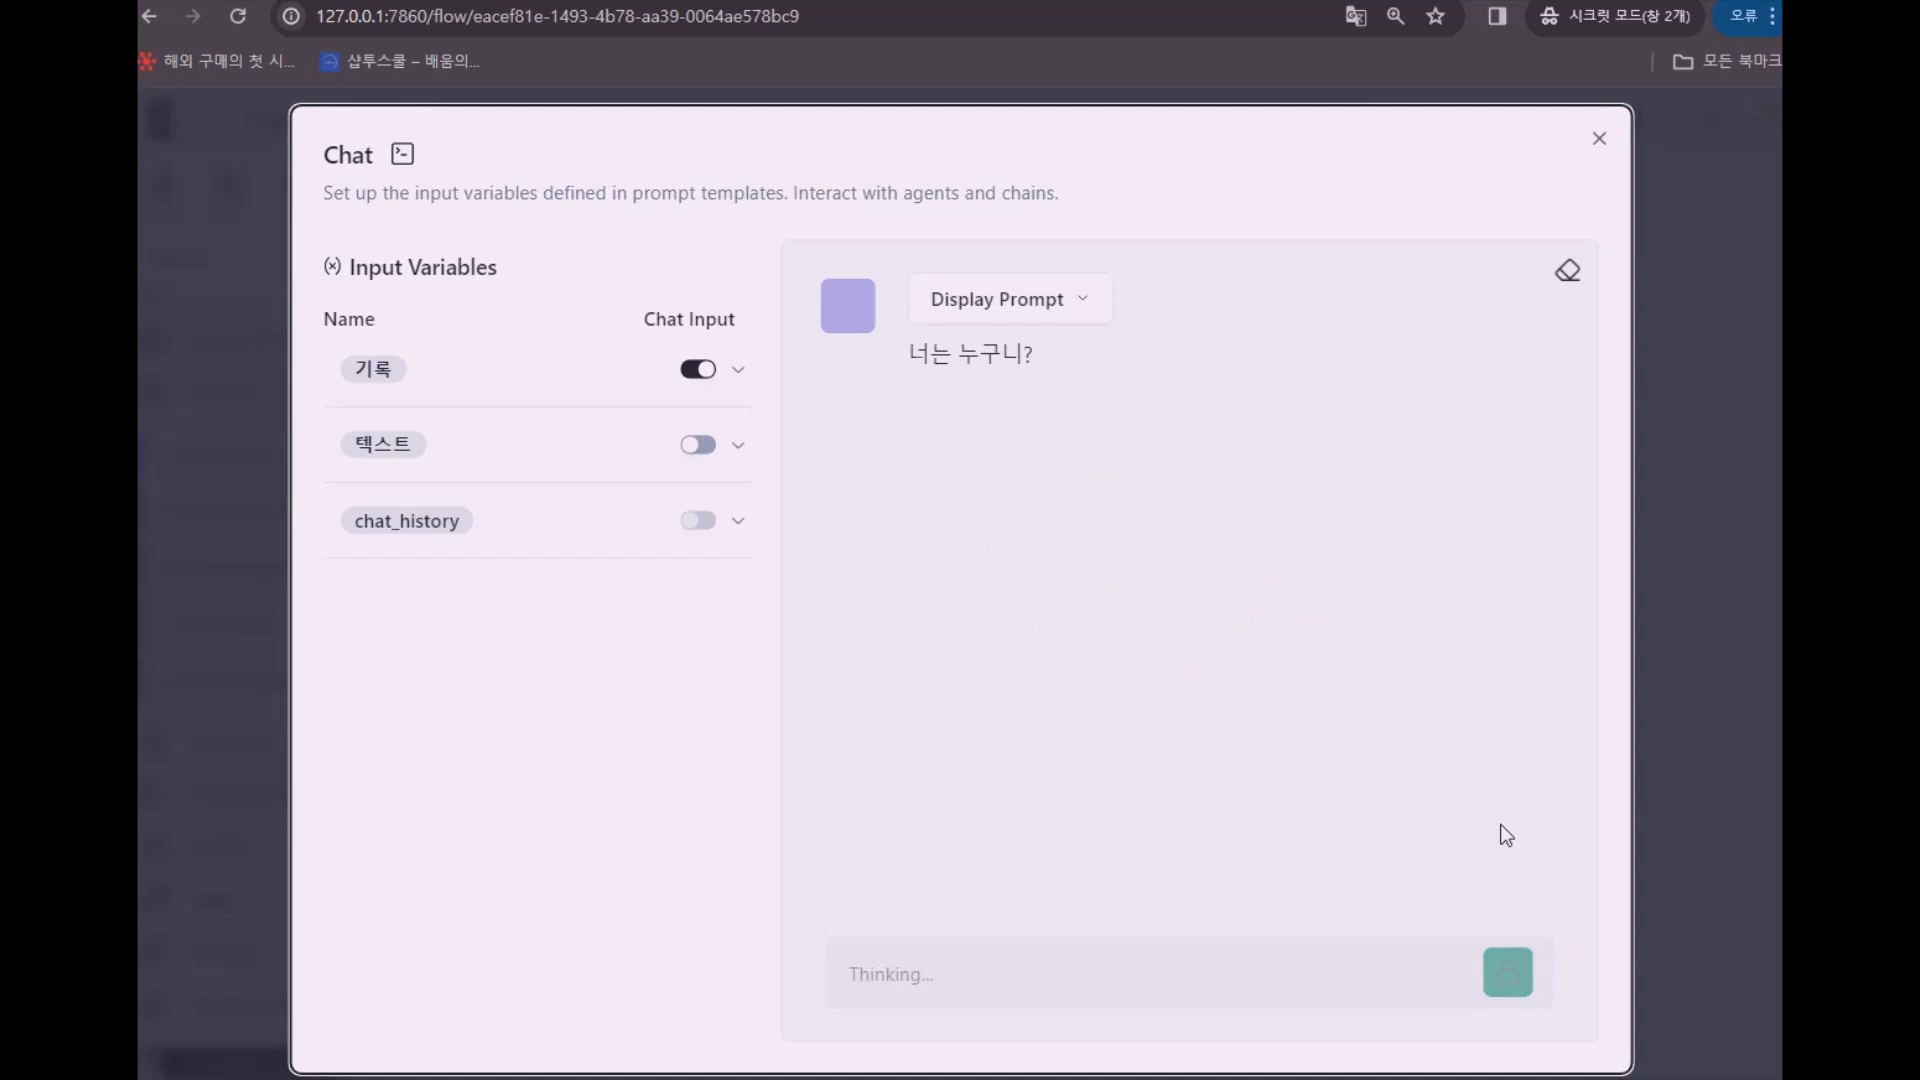 127.0.0.1:7860/flow/eacef81e-1493-4b78-aa39-0064ae578bc9
시크릿 모드(창 2개)
오류
해외 구매의 첫 시...
샵투스쿨 – 배움의...
모든 북마크
Chat
Set up the input variables defined in prompt templates. Interact with agents and chains.
(x) Input Variables
Name
Chat Input
기록
텍스트
chat_history
Display Prompt
너는 누구니?
Thinking...